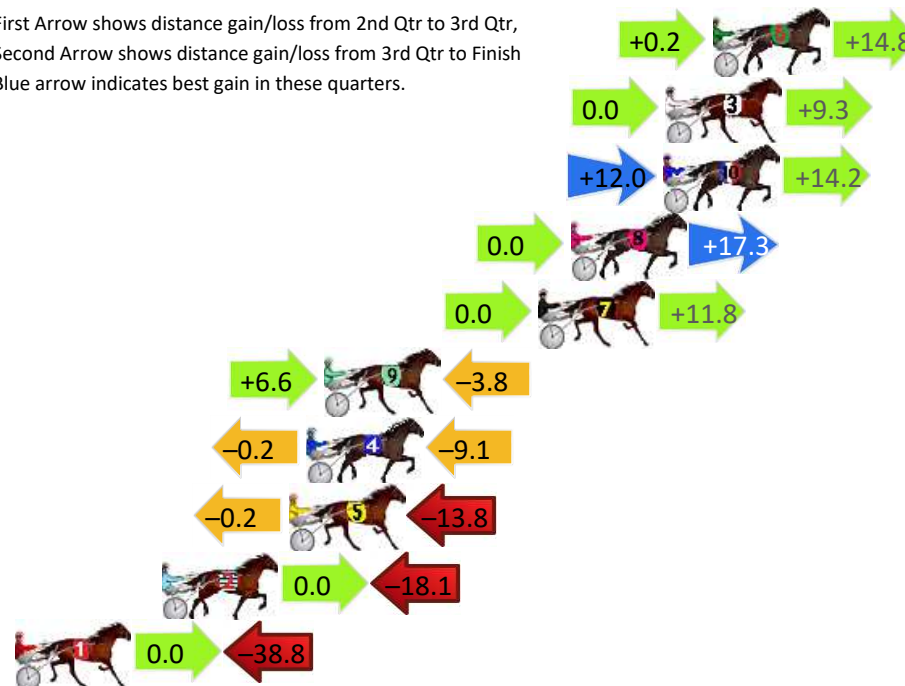 First Arrow shows distance gain/loss from 2nd Qtr to 3rd Qtr,
Second Arrow shows distance gain/loss from 3rd Qtr to Finish
Blue arrow indicates best gain in these quarters.
+0.2 +14.8
0.0 3 +9.3
+12.0 10 +14.2
0.0 8 +17.3
0.0 7 +11.8
+6.6 9 –3.8
–0.2 4 –9.1
–0.2 5 –13.8
2 0.0 –18.1
1 0.0 –38.8